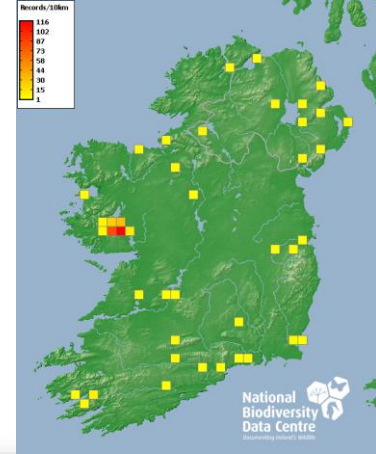 Records/10km
116
102
87
73
58
44
30
15
1
National
Biodiversity
Data Centre
Documenting Ireland's Wildlife